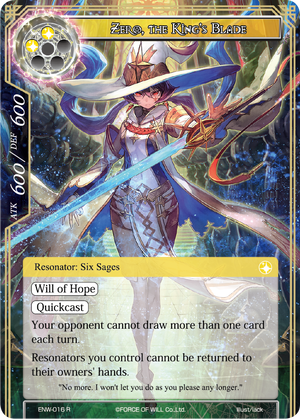 Zero, the King's Blade
ATK 600 / DEF 600
Resonator: Six Sages
Will of Hope
Quickcast
Your opponent cannot draw more than one card
each turn.
Resonators you control cannot be returned to
their owners' hands.
"No more. I won't let you do as you please any longer."
ENW-016 R
©FORCE OF WILL Co.,Ltd.
Illust/lack